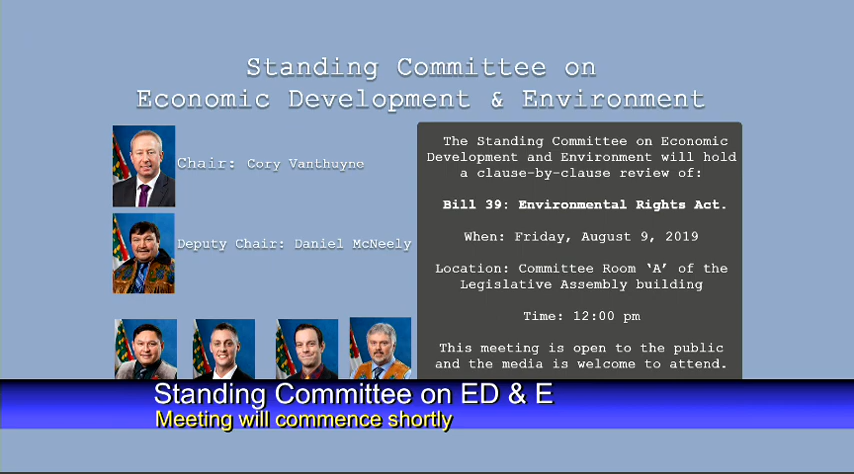 Standing Committee on
Economic Development & Environment
Chair: Cory Vanthuyne
Deputy Chair: Daniel McNeely
The Standing Committee on Economic
Development and Environment will hold
a clause-by-clause review of:
Bill 39: Environmental Rights Act.
When: Friday, August 9, 2019
Location: Committee Room ‘A’ of the
Legislative Assembly building
Time: 12:00 pm
This meeting is open to the public
and the media is welcome to attend.
Standing Committee on ED & E
Meeting will commence shortly